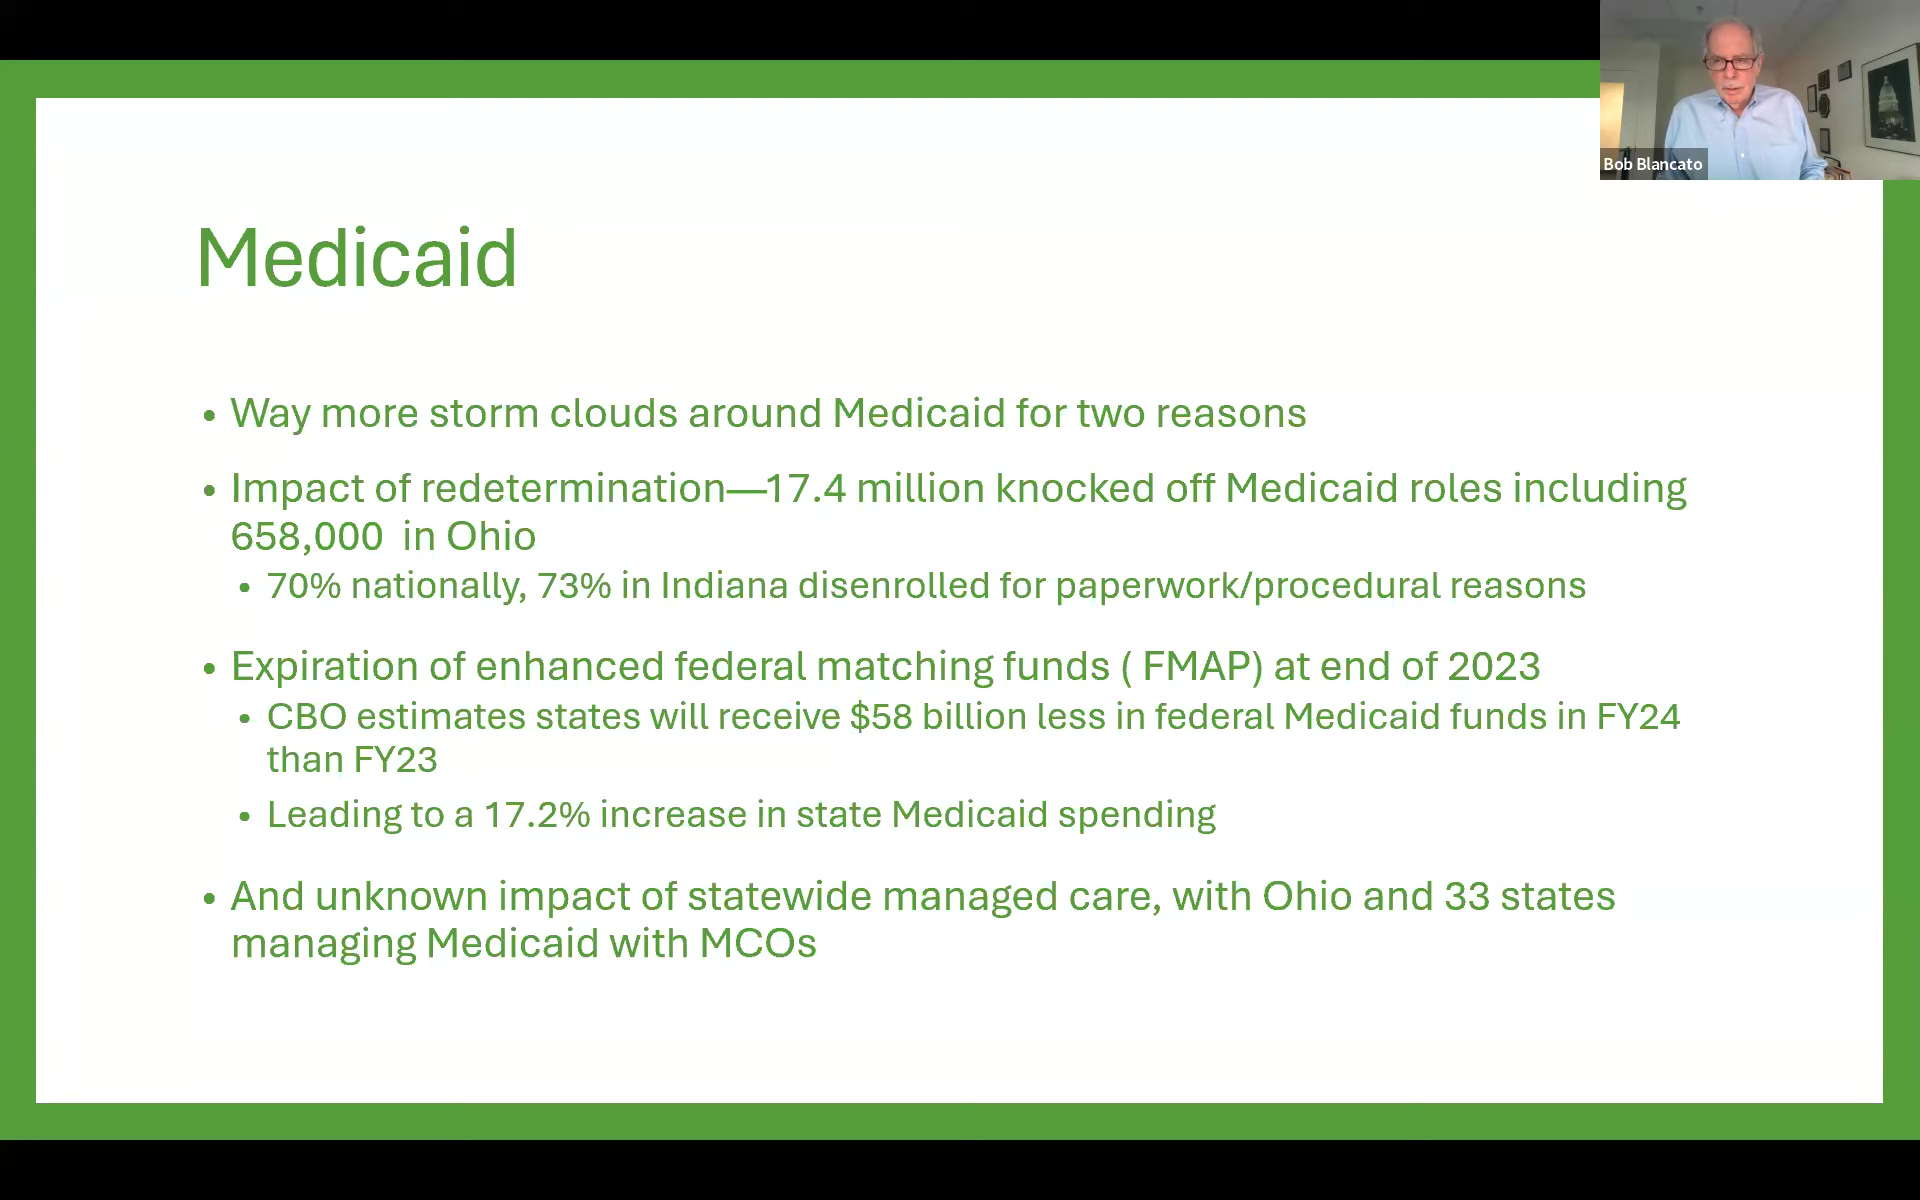 Bob Blancato
Medicaid
• Way more storm clouds around Medicaid for two reasons
• Impact of redetermination—17.4 million knocked off Medicaid roles including
658,000  in Ohio
• 70% nationally, 73% in Indiana disenrolled for paperwork/procedural reasons
• Expiration of enhanced federal matching funds ( FMAP) at end of 2023
• CBO estimates states will receive $58 billion less in federal Medicaid funds in FY24
than FY23
• Leading to a 17.2% increase in state Medicaid spending
• And unknown impact of statewide managed care, with Ohio and 33 states
managing Medicaid with MCOs